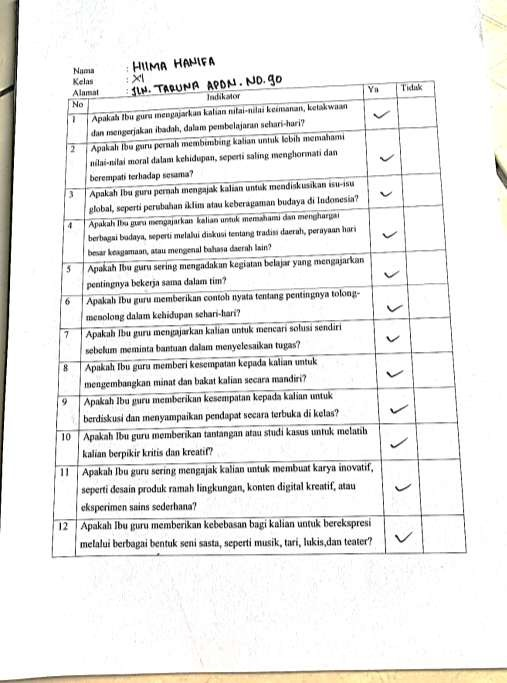 Nama : HIIMA HANIFA
Kelas : XI
Alamat : JLN. TARUNA APDN. NO. 90
No Indikator Ya Tidak
1 Apakah Ibu guru mengajarkan kalian nilai-nilai keimanan, ketakwaan
dan mengerjakan ibadah, dalam pembelajaran sehari-hari? ✓
2 Apakah Ibu guru pernah membimbing kalian untuk lebih memahami
nilai-nilai moral dalam kehidupan, seperti saling menghormati dan ✓
berempati terhadap sesama?
3 Apakah Ibu guru pernah mengajak kalian untuk mendiskusikan isu-isu
global, seperti perubahan iklim atau keberagaman budaya di Indonesia? ✓
4 Apakah Ibu guru mengajarkan kalian untuk memahami dan menghargai
berbagai budaya, seperti melalui diskusi tentang tradisi daerah, perayaan hari ✓
besar keagamaan, atau mengenal bahasa daerah lain?
5 Apakah Ibu guru sering mengadakan kegiatan belajar yang mengajarkan
pentingnya bekerja sama dalam tim? ✓
6 Apakah Ibu guru memberikan contoh nyata tentang pentingnya tolong-
menolong dalam kehidupan sehari-hari? ✓
7 Apakah Ibu guru mengajarkan kalian untuk mencari solusi sendiri
sebelum meminta bantuan dalam menyelesaikan tugas? ✓
8 Apakah Ibu guru memberi kesempatan kepada kalian untuk
mengembangkan minat dan bakat kalian secara mandiri? ✓
9 Apakah Ibu guru memberikan kesempatan kepada kalian untuk
berdiskusi dan menyampaikan pendapat secara terbuka di kelas? ✓
10 Apakah Ibu guru memberikan tantangan atau studi kasus untuk melatih
kalian berpikir kritis dan kreatif? ✓
11 Apakah Ibu guru sering mengajak kalian untuk membuat karya inovatif,
seperti desain produk ramah lingkungan, konten digital kreatif, atau ✓
eksperimen sains sederhana?
12 Apakah Ibu guru memberikan kebebasan bagi kalian untuk berekspresi
melalui berbagai bentuk seni sasta, seperti musik, tari, lukis,dan teater? ✓